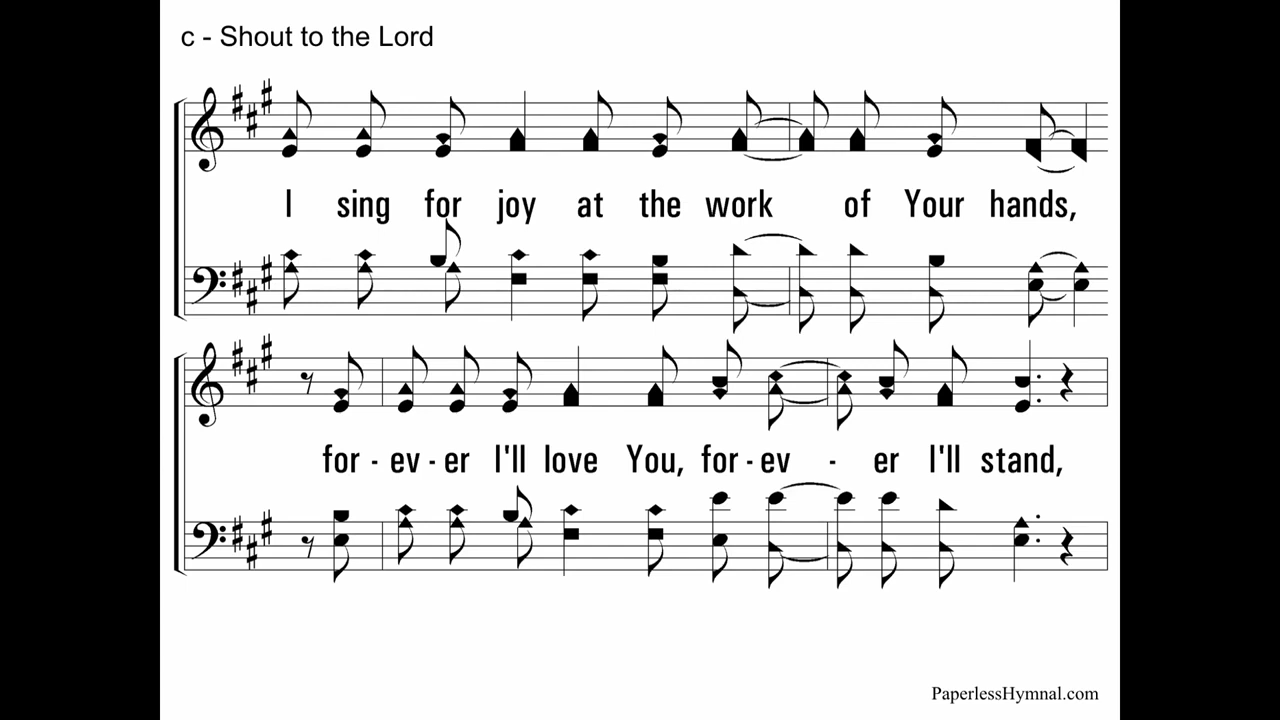 c - Shout to the Lord
I sing for joy at the work of Your hands,
for - ev - er I'll love You, for - ev - er I'll stand,
PaperlessHymnal.com